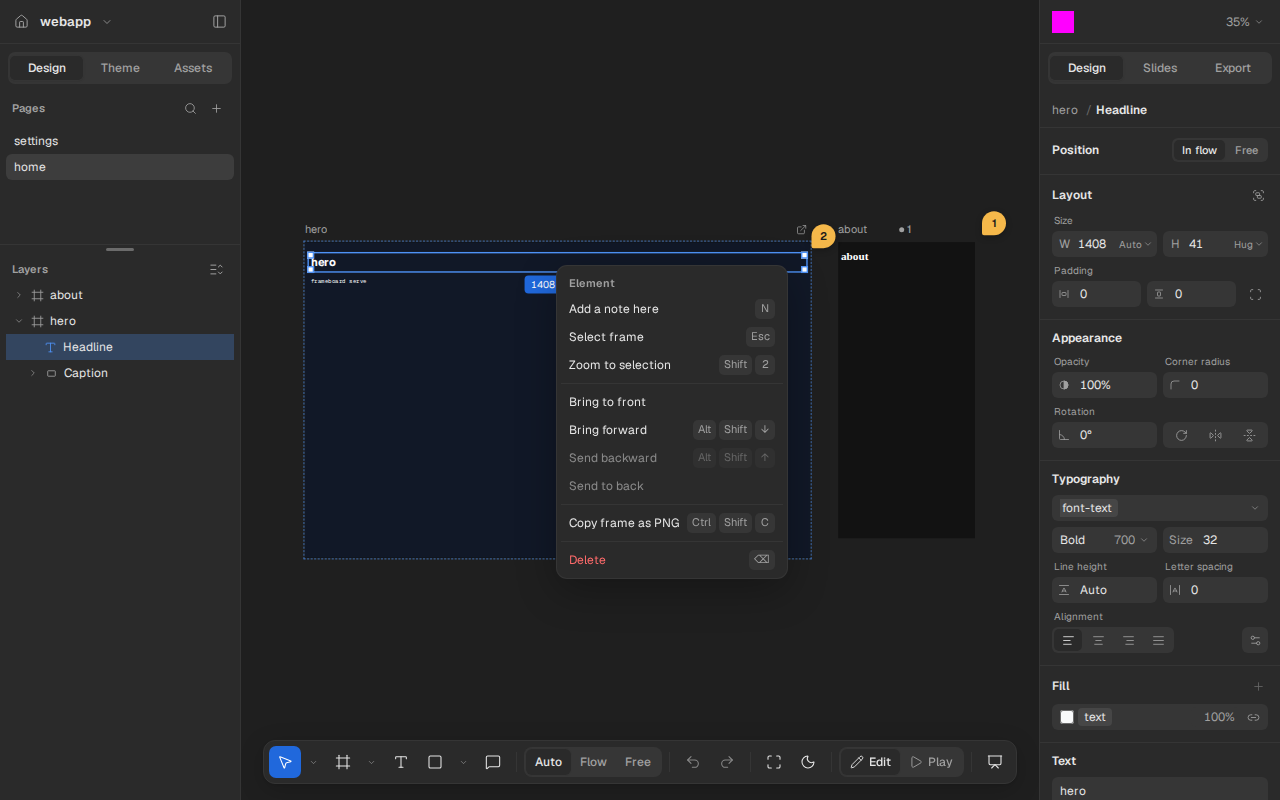 webapp
Design Theme Assets
Pages
settings
home
Layers
about
hero
Headline
Caption
hero
2
about
1
1
hero
frameboard serve
about
1408
Element
Add a note here N
Select frame Esc
Zoom to selection Shift 2
Bring to front
Bring forward Alt Shift ↓
Send backward Alt Shift ↑
Send to back
Copy frame as PNG Ctrl Shift C
Delete ⌫
Auto Flow Free
Edit Play
35%
Design Slides Export
hero / Headline
Position In flow Free
Layout
Size
W 1408 Auto H 41 Hug
Padding
0 0
Appearance
Opacity Corner radius
100% 0
Rotation
0°
Typography
font-text
Bold 700 Size 32
Line height Letter spacing
Auto 0
Alignment
Fill
text 100%
Text
hero